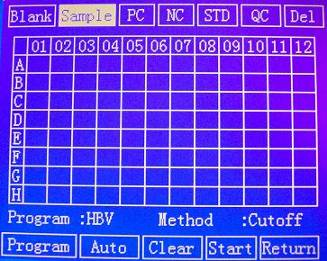 Blank Sample PC NC STD QC Del
01 02 03 04 05 06 07 08 09 10 11 12
A
B
C
D
E
F
G
H
Program :HBV Method :Cutoff
Program Auto Clear Start Return